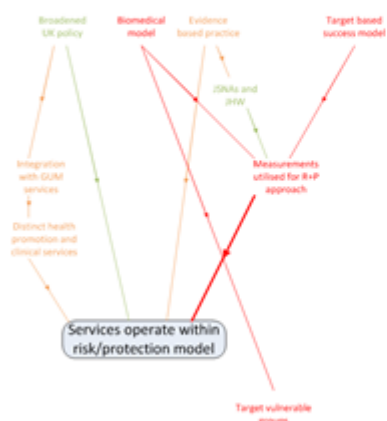 Broadened
UK policy
Biomedical
model
Evidence
based practice
Target based
success model
JSNAs and
JHW
Integration
with GUM
services
Measurements
utilised for R+P
approach
Distinct health
promotion and
clinical services
Services operate within
risk/protection model
Target vulnerable